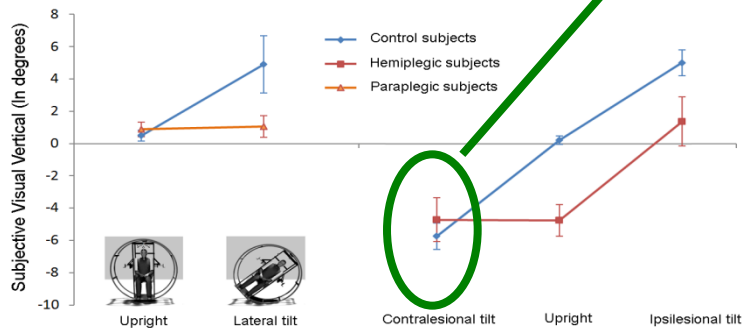 Subjective Visual Vertical (In degrees)
8
6
4
2
0
-2
-4
-6
-8
-10
Control subjects
Hemiplegic subjects
Paraplegic subjects
Upright
Lateral tilt
Contralesional tilt
Upright
Ipsilesional tilt